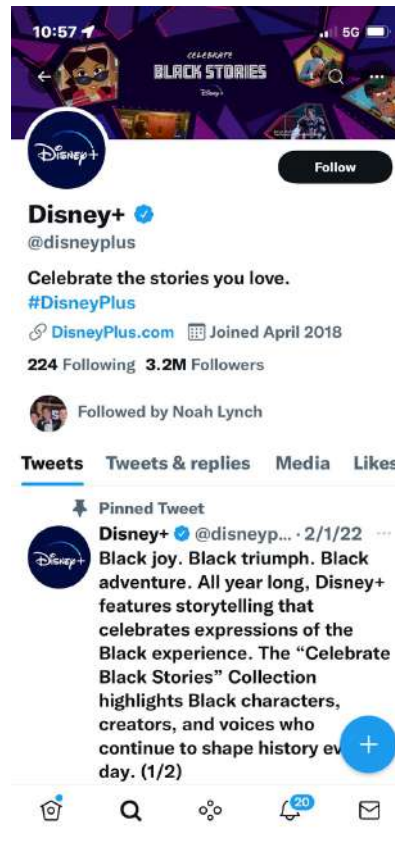 10:57
5G
CELEBRATE
BLACK STORIES
Disney+
Disney+
Follow
Disney+
@disneyplus
Celebrate the stories you love.
#DisneyPlus
DisneyPlus.com Joined April 2018
224 Following 3.2M Followers
Followed by Noah Lynch
Tweets Tweets & replies Media Likes
Pinned Tweet
Disney+ @disneyp... · 2/1/22 ...
Disney+
Black joy. Black triumph. Black
adventure. All year long, Disney+
features storytelling that
celebrates expressions of the
Black experience. The “Celebrate
Black Stories” Collection
highlights Black characters,
creators, and voices who
continue to shape history ev
day. (1/2)
20